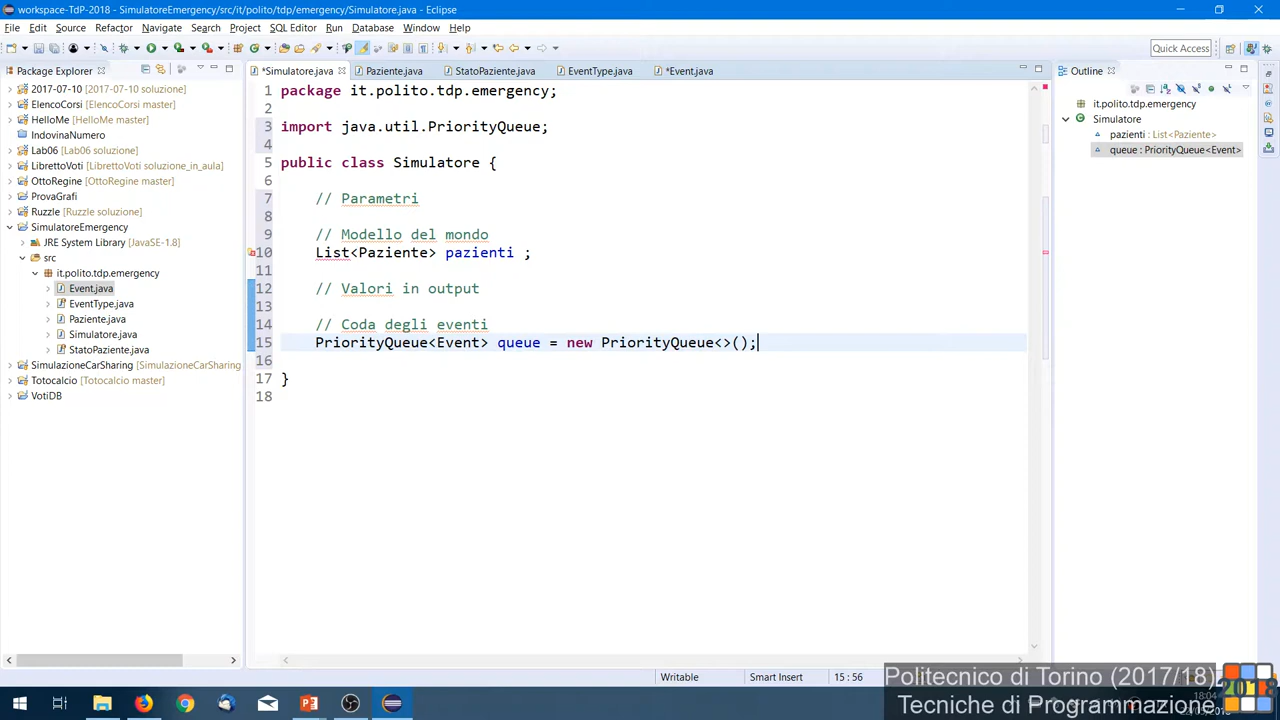 workspace-TdP-2018 - SimulatoreEmergency/src/it/polito/tdp/emergency/Simulatore.java - Eclipse
File Edit Source Refactor Navigate Search Project SQL Editor Run Database Window Help
Quick Access
Package Explorer
*Simulatore.java Paziente.java StatoPaziente.java EventType.java *Event.java
Outline
2017-07-10 (2017-07-10 soluzione)
ElencoCorsi [ElencoCorsi master]
HelloMe [HelloMe master]
IndovinaNumero
Lab06 [Lab06 soluzione]
LibrettoVoti [LibrettoVoti soluzione_in_aula]
OttoRegine [OttoRegine master]
ProvaGrafi
Ruzzle [Ruzzle soluzione]
SimulatoreEmergency
JRE System Library [JavaSE-1.8]
src
it.polito.tdp.emergency
Event.java
EventType.java
Paziente.java
Simulatore.java
StatoPaziente.java
SimulazioneCarSharing [SimulazioneCarSharing
Totocalcio [Totocalcio master]
VotiDB
1 package it.polito.tdp.emergency;
2
3 import java.util.PriorityQueue;
4
5 public class Simulatore {
6
7 // Parametri
8
9 // Modello del mondo
10 List<Paziente> pazienti ;
11
12 // Valori in output
13
14 // Coda degli eventi
15 PriorityQueue<Event> queue = new PriorityQueue<>();
16
17 }
18
it.polito.tdp.emergency
Simulatore
pazienti : List<Paziente>
queue : PriorityQueue<Event>
Writable Smart Insert 15 : 56
Politecnico di Torino (2017/18)
Tecniche di Programmazione
2018
18:04